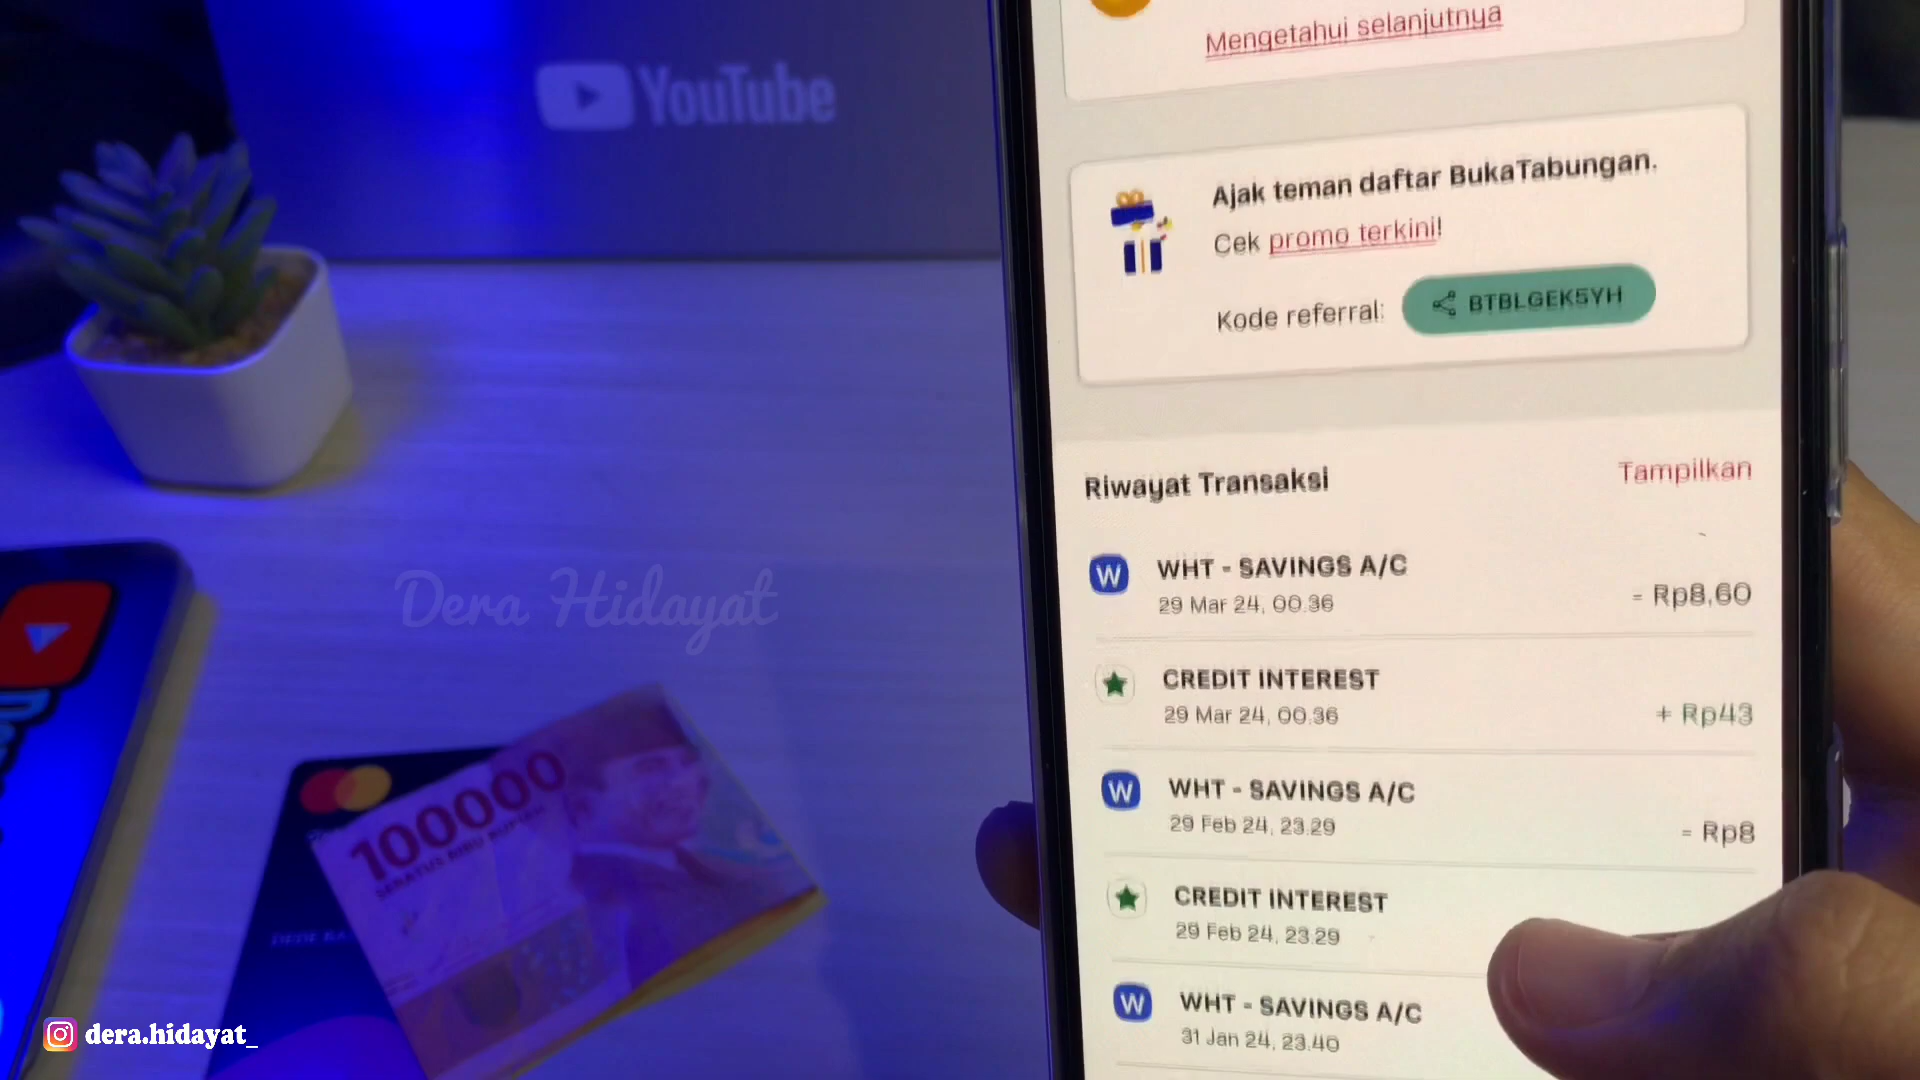 YouTube
Mengetahui selanjutnya
Ajak teman daftar BukaTabungan.
Cek promo terkini!
Kode referral: BTBLGEK5YH
Riwayat Transaksi
Tampilkan
W WHT - SAVINGS A/C
29 Mar 24, 00.36
- Rp8,60
CREDIT INTEREST
29 Mar 24, 00.36
+ Rp43
W WHT - SAVINGS A/C
29 Feb 24, 23.29
- Rp8
CREDIT INTEREST
29 Feb 24, 23.29
W WHT - SAVINGS A/C
31 Jan 24, 23.40
Dera Hidayat
100000
SERATUS RIBU RUPIAH
dera.hidayat_